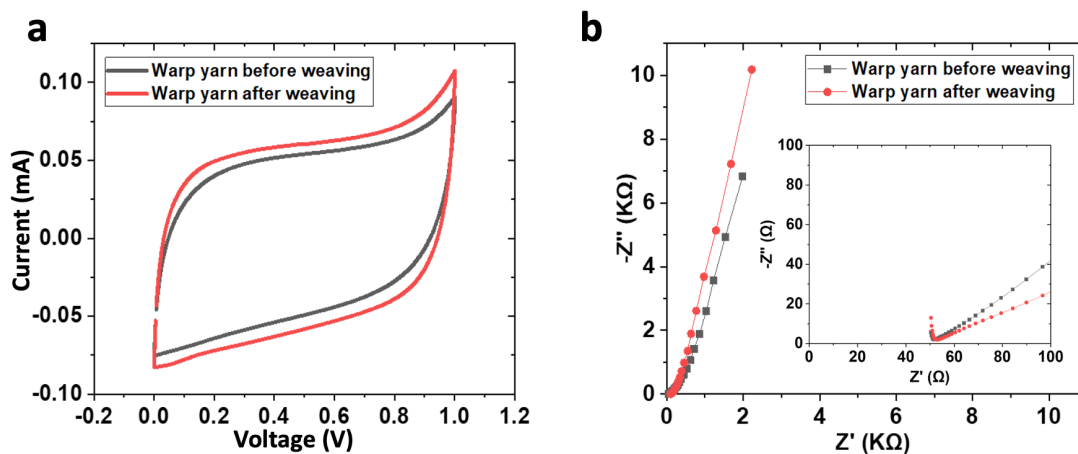 a
Warp yarn before weaving
Warp yarn after weaving
Current (mA)
0.10
0.05
0.00
-0.05
-0.10
-0.2 0.0 0.2 0.4 0.6 0.8 1.0 1.2
Voltage (V)
b
Warp yarn before weaving
Warp yarn after weaving
-Z'' (KΩ)
10
8
6
4
2
0
0 2 4 6 8 10
Z' (KΩ)
-Z'' (Ω)
100
80
60
40
20
0
0 20 40 60 80 100
Z' (Ω)